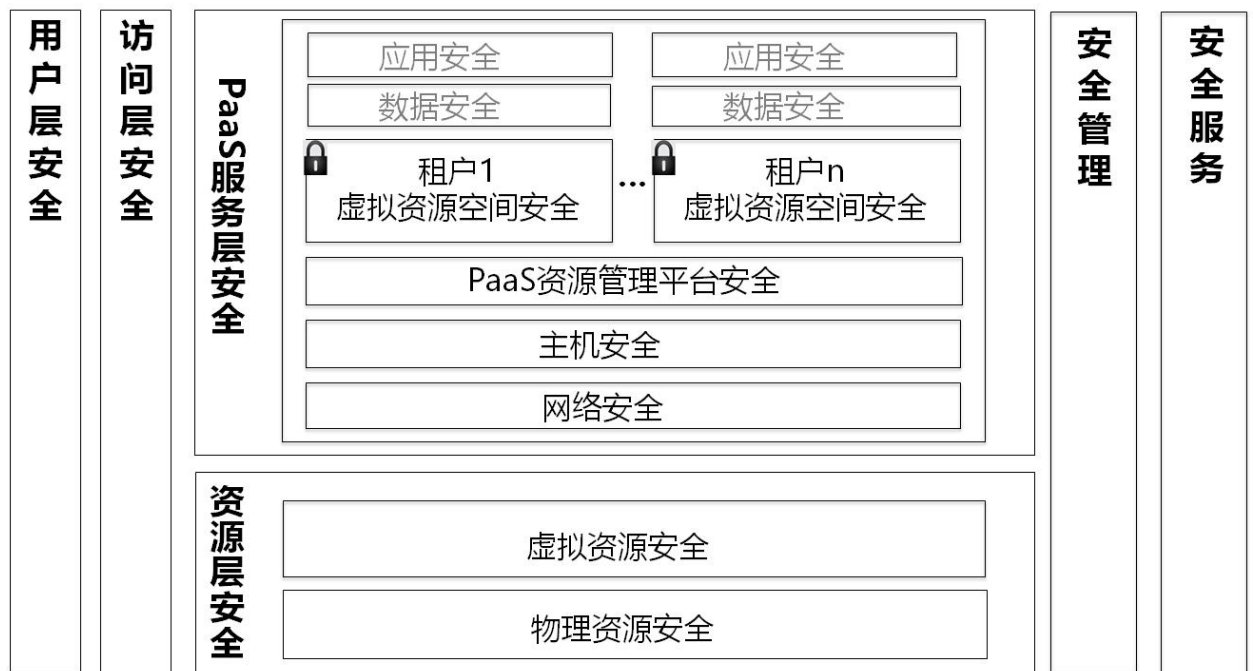 用户层安全
访问层安全
PaaS服务层安全
应用安全
应用安全
数据安全
数据安全
租户1
虚拟资源空间安全
...
租户n
虚拟资源空间安全
PaaS资源管理平台安全
主机安全
网络安全
资源层安全
虚拟资源安全
物理资源安全
安全管理
安全服务